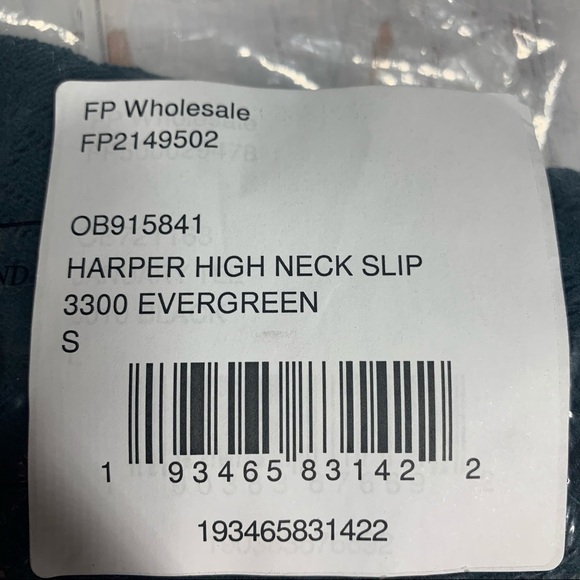 FP Wholesale
FP2149502
OB915841
HARPER HIGH NECK SLIP
3300 EVERGREEN
S
1 93465 83142 2
193465831422